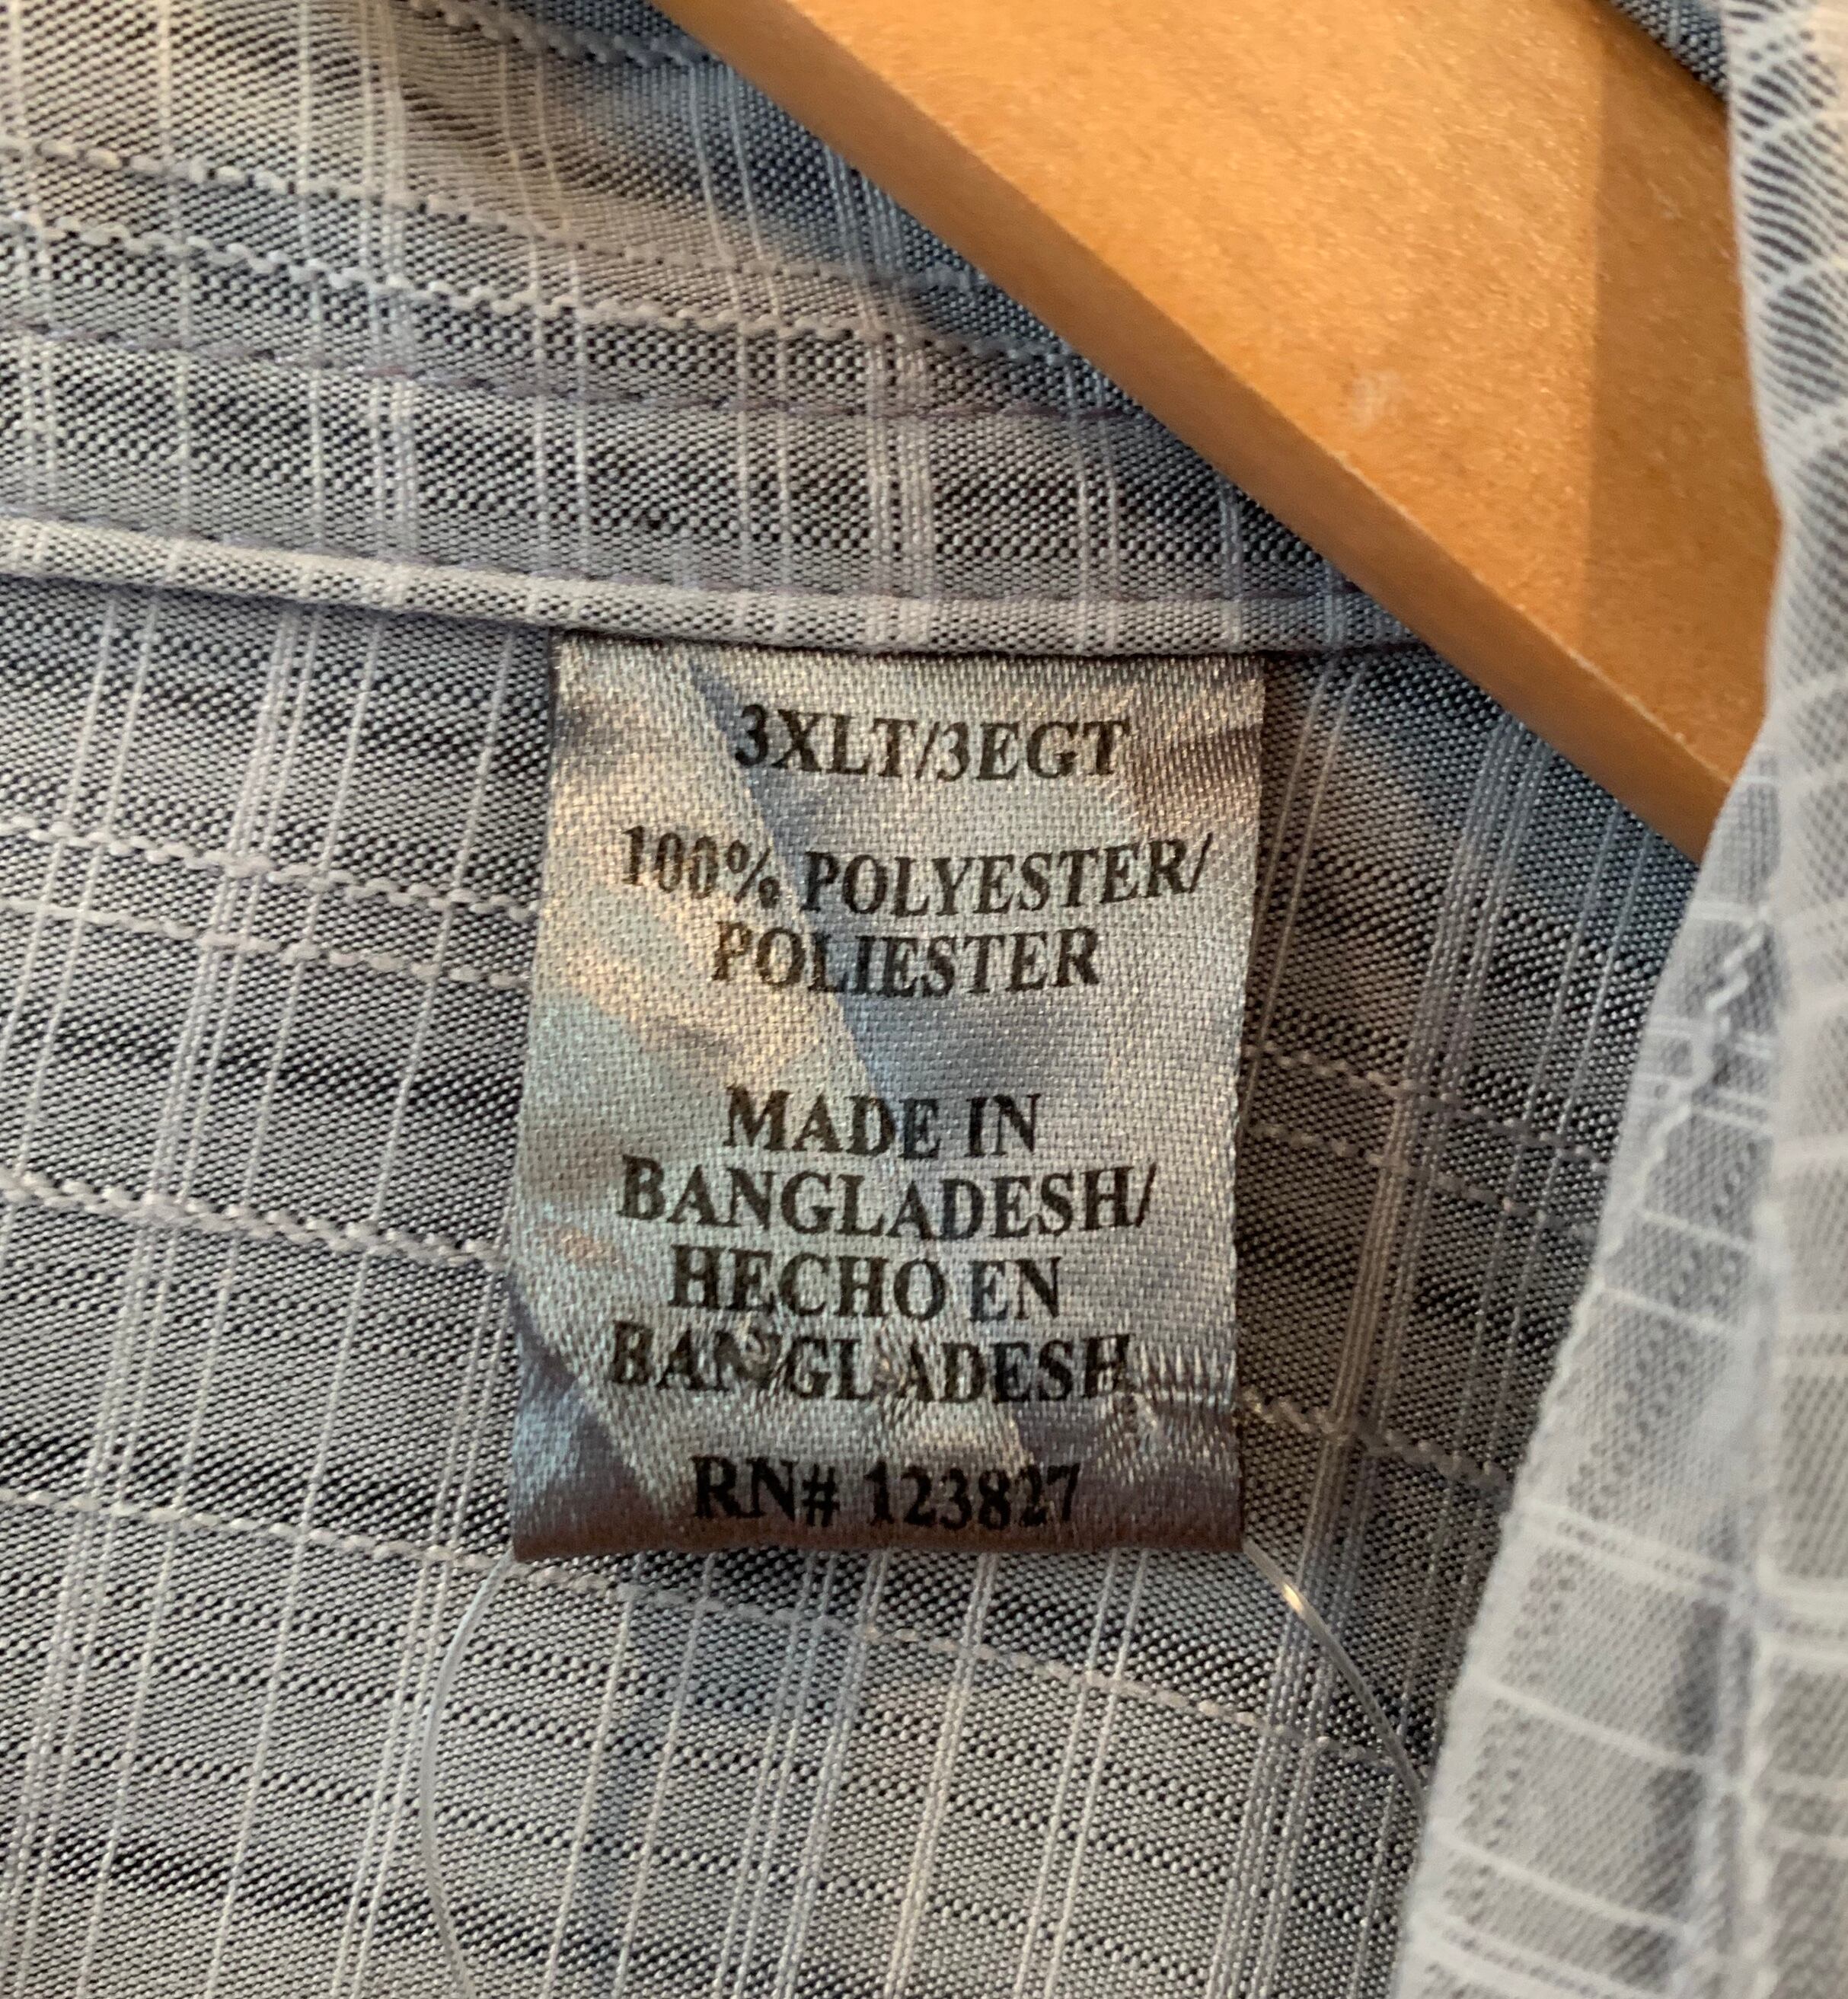 3XLT/3EGT
100% POLYESTER/
POLIESTER
MADE IN
BANGLADESH/
HECHO EN
BANGLADESH
RN# 123827